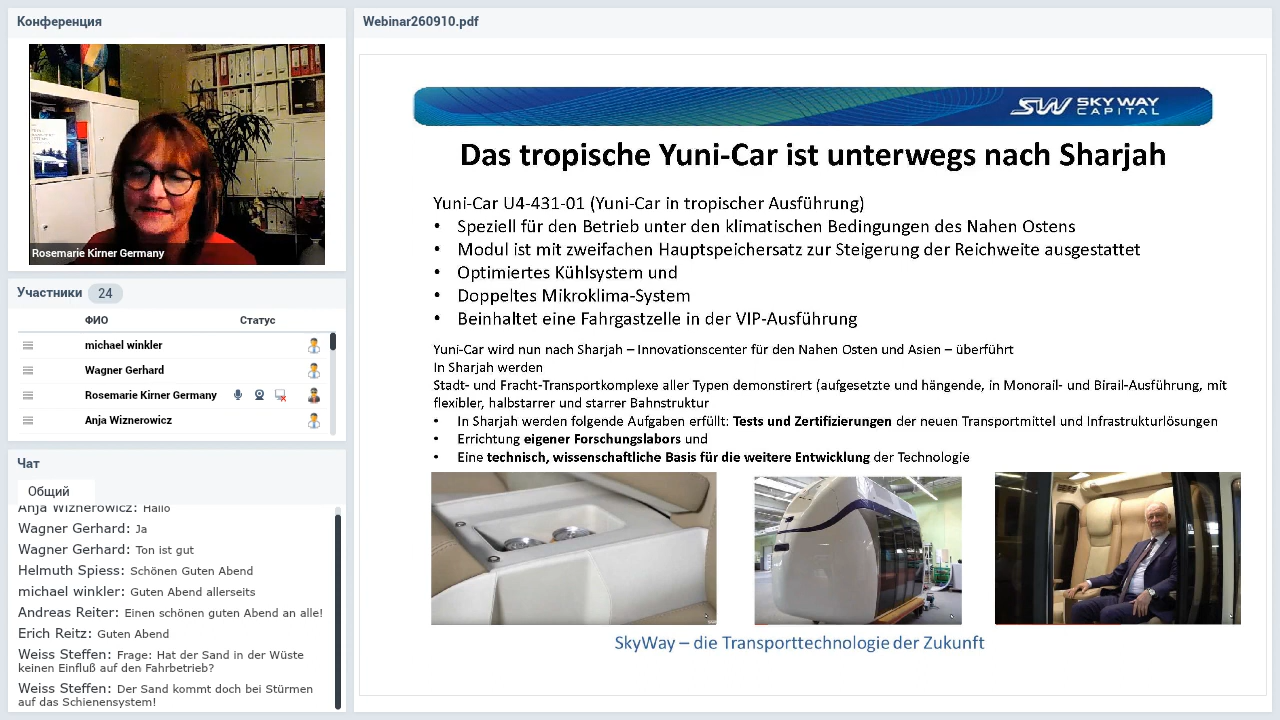 Конференция
Rosemarie Kirner Germany
Участники 24
ФИО Статус
michael winkler
Wagner Gerhard
Rosemarie Kirner Germany
Anja Wiznerowicz
Чат
Общий
Anja Wiznerowicz: Hallo
Wagner Gerhard: Ja
Wagner Gerhard: Ton ist gut
Helmuth Spiess: Schönen Guten Abend
michael winkler: Guten Abend allerseits
Andreas Reiter: Einen schönen guten Abend an alle!
Erich Reitz: Guten Abend
Weiss Steffen: Frage: Hat der Sand in der Wüste
keinen Einfluß auf den Fahrbetrieb?
Weiss Steffen: Der Sand kommt doch bei Stürmen
auf das Schienensystem!
Webinar260910.pdf
SW SKY WAY
CAPITAL
Das tropische Yuni-Car ist unterwegs nach Sharjah
Yuni-Car U4-431-01 (Yuni-Car in tropischer Ausführung)
• Speziell für den Betrieb unter den klimatischen Bedingungen des Nahen Ostens
• Modul ist mit zweifachen Hauptspeichersatz zur Steigerung der Reichweite ausgestattet
• Optimiertes Kühlsystem und
• Doppeltes Mikroklima-System
• Beinhaltet eine Fahrgastzelle in der VIP-Ausführung
Yuni-Car wird nun nach Sharjah – Innovationscenter für den Nahen Osten und Asien – überführt
In Sharjah werden
Stadt- und Fracht-Transportkomplexe aller Typen demonstirert (aufgesetzte und hängende, in Monorail- und Birail-Ausführung, mit
flexibler, halbstarrer und starrer Bahnstruktur
• In Sharjah werden folgende Aufgaben erfüllt: Tests und Zertifizierungen der neuen Transportmittel und Infrastrukturlösungen
• Errichtung eigener Forschungslabors und
• Eine technisch, wissenschaftliche Basis für die weitere Entwicklung der Technologie
SkyWay – die Transporttechnologie der Zukunft